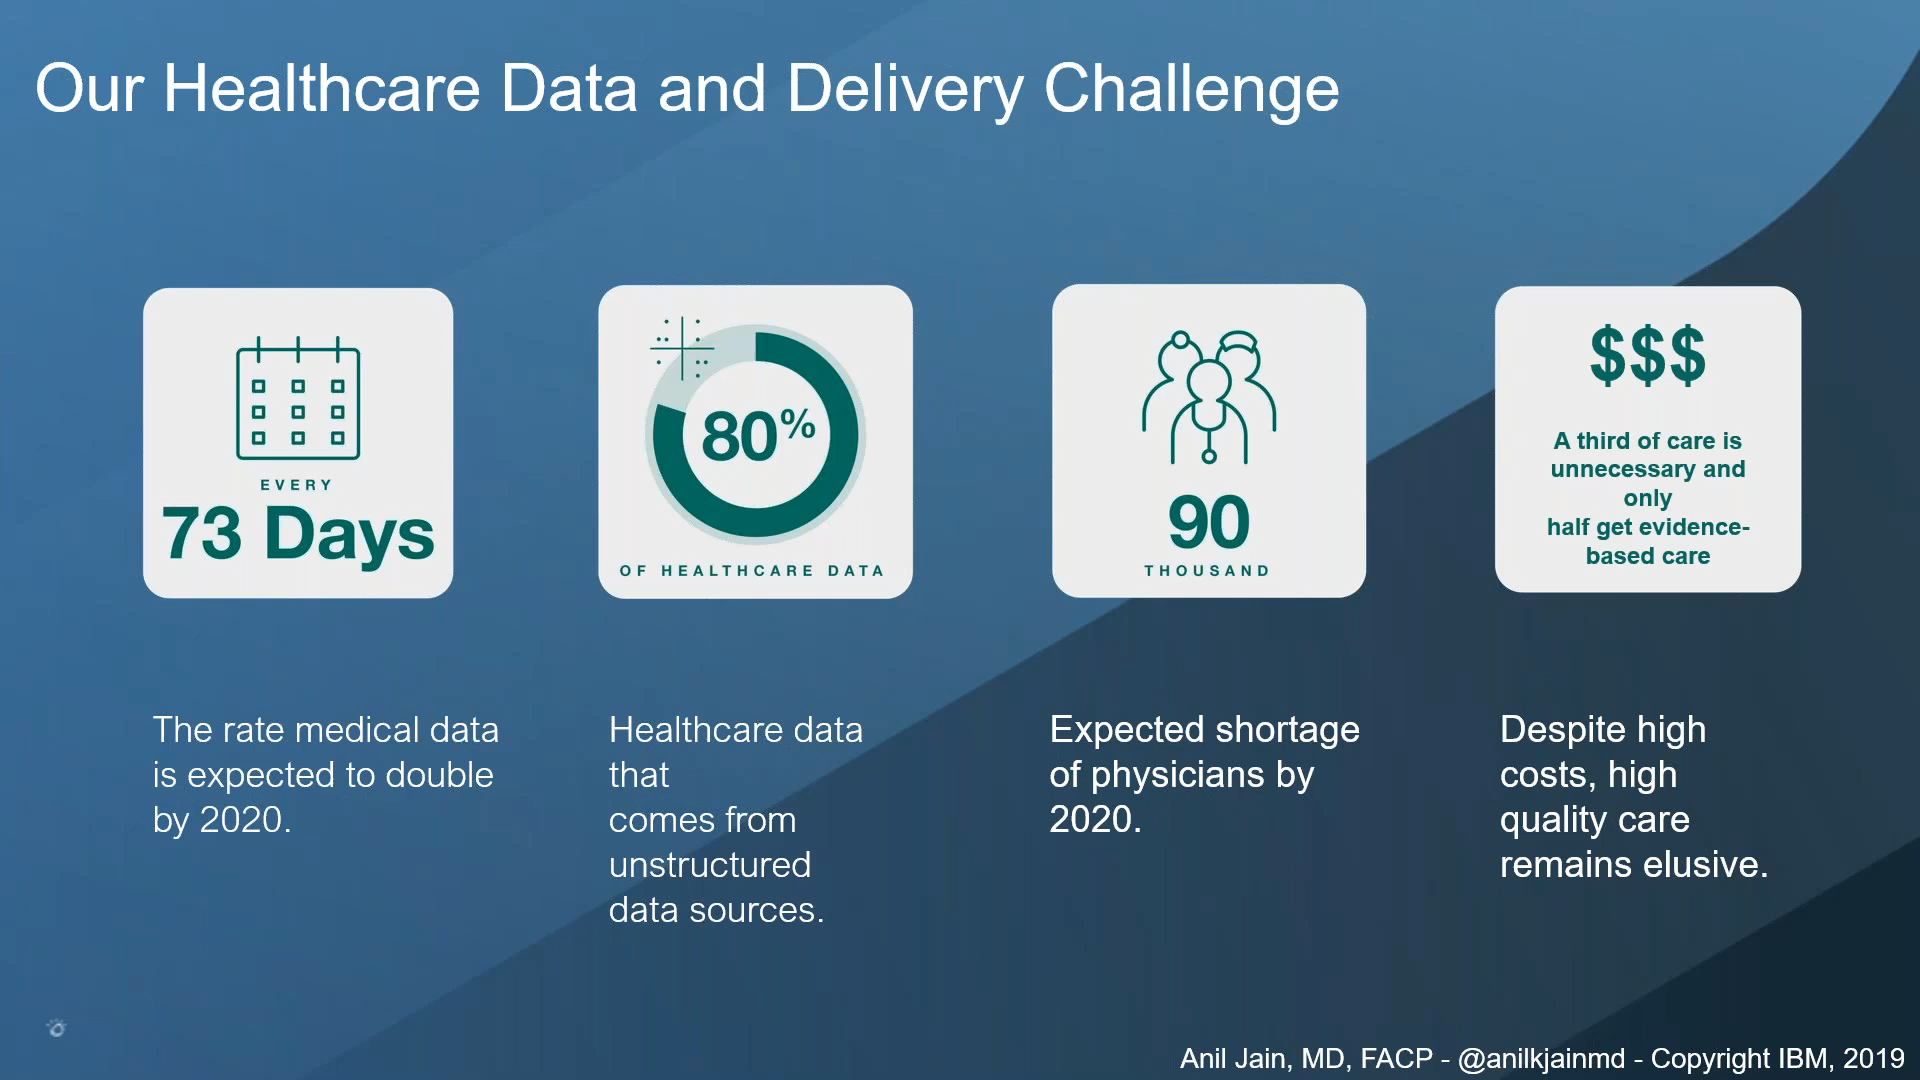 Our Healthcare Data and Delivery Challenge
EVERY
73 Days
The rate medical data
is expected to double
by 2020.
80%
OF HEALTHCARE DATA
Healthcare data
that
comes from
unstructured
data sources.
90
THOUSAND
Expected shortage
of physicians by
2020.
$$$
A third of care is
unnecessary and
only
half get evidence-
based care
Despite high
costs, high
quality care
remains elusive.
Anil Jain, MD, FACP - @anilkjainmd - Copyright IBM, 2019